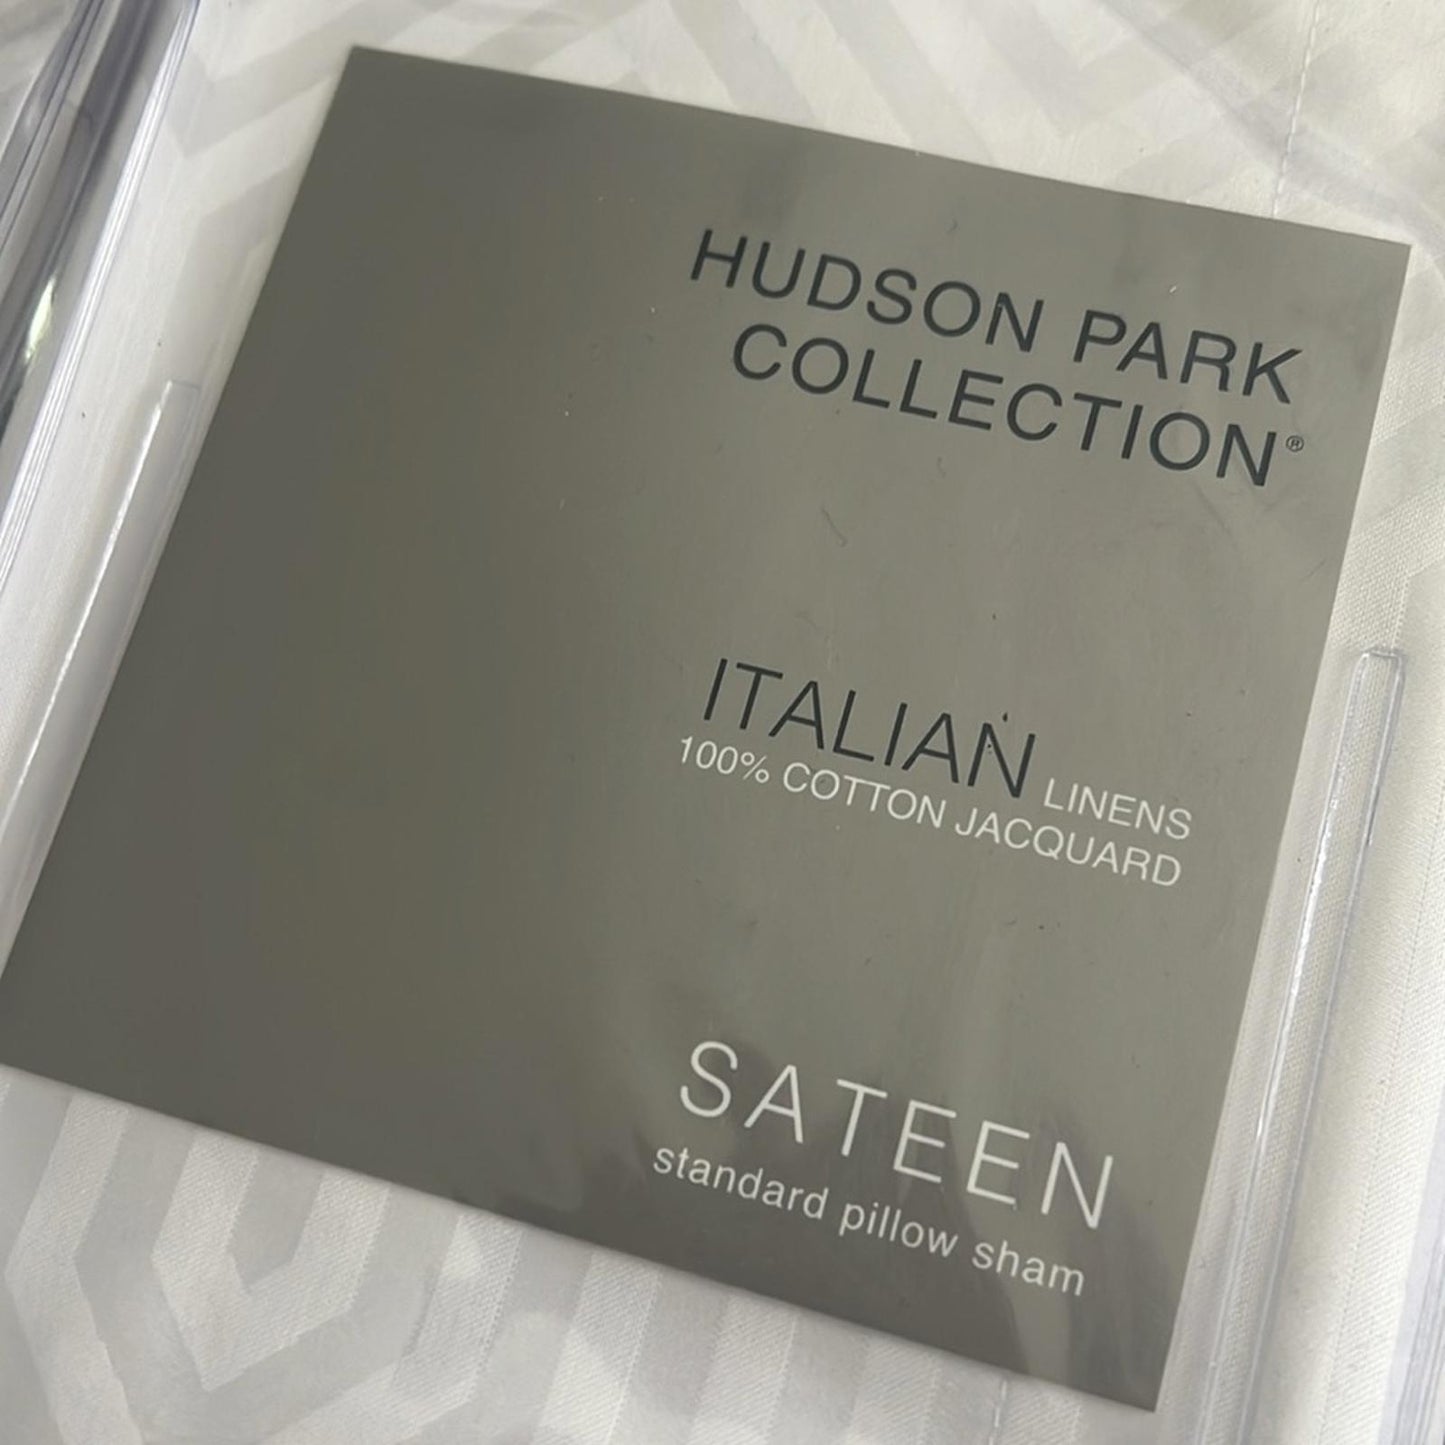 HUDSON PARK
COLLECTION®
ITALIAN LINENS
100% COTTON JACQUARD
SATEEN
standard pillow sham